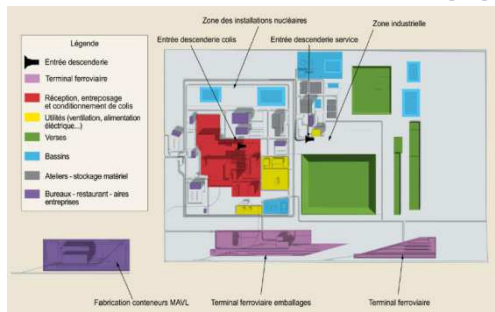 Zone des installations nucléaires
Zone industrielle
Entrée descenderie colis
Entrée descenderie service
Légende
Entrée descenderie
Terminal ferroviaire
Réception, entreposage
et conditionnement de colis
Utilités (ventilation, alimentation
électrique...)
Verses
Bassins
Ateliers - stockage matériel
Bureaux - restaurant - aires
entreprises
Fabrication conteneurs MAVL
Terminal ferroviaire emballages
Terminal ferroviaire